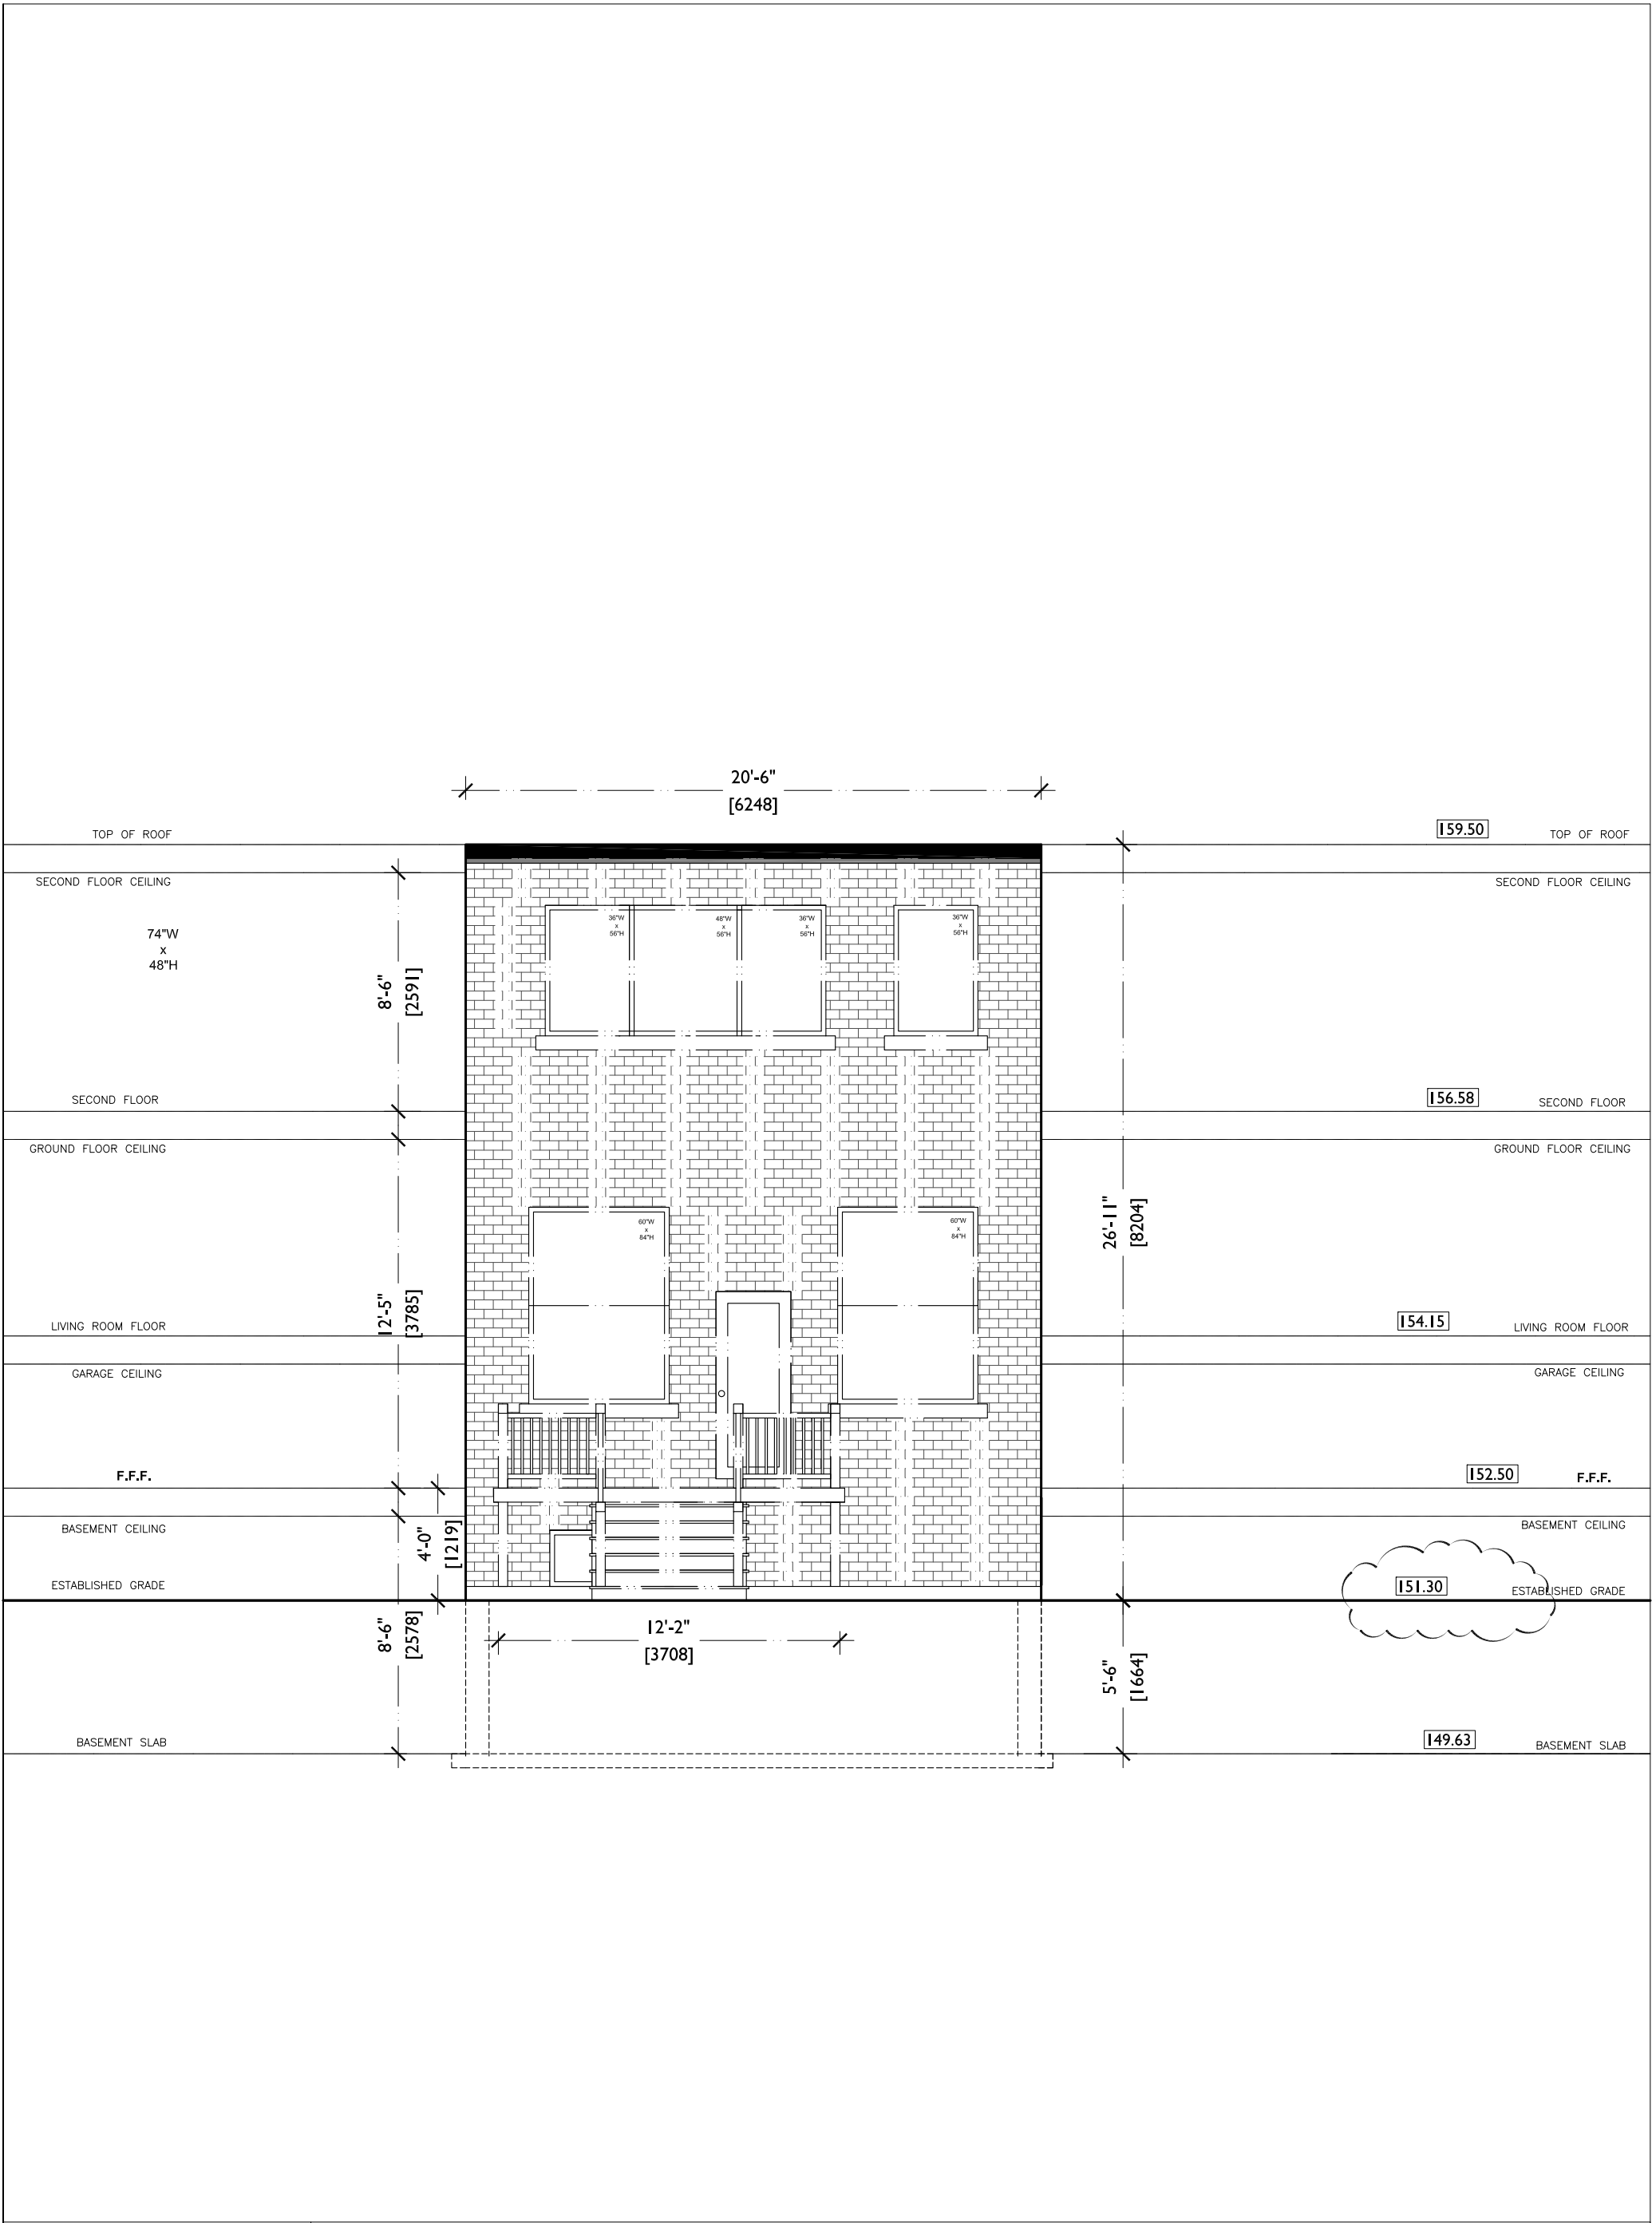 20'-6"
[6248]
TOP OF ROOF
159.50
TOP OF ROOF
SECOND FLOOR CEILING
SECOND FLOOR CEILING
74"W
x
48"H
36"W
x
56"H
48"W
x
56"H
36"W
x
56"H
36"W
x
56"H
8'-6"
[2591]
SECOND FLOOR
156.58
SECOND FLOOR
GROUND FLOOR CEILING
GROUND FLOOR CEILING
26'-11"
[8204]
60"W
x
84"H
60"W
x
84"H
12'-5"
[3785]
LIVING ROOM FLOOR
154.15
LIVING ROOM FLOOR
GARAGE CEILING
GARAGE CEILING
F.F.F.
152.50
F.F.F.
BASEMENT CEILING
BASEMENT CEILING
4'-0"
[1219]
ESTABLISHED GRADE
151.30
ESTABLISHED GRADE
8'-6"
[2578]
12'-2"
[3708]
5'-6"
[1664]
BASEMENT SLAB
149.63
BASEMENT SLAB